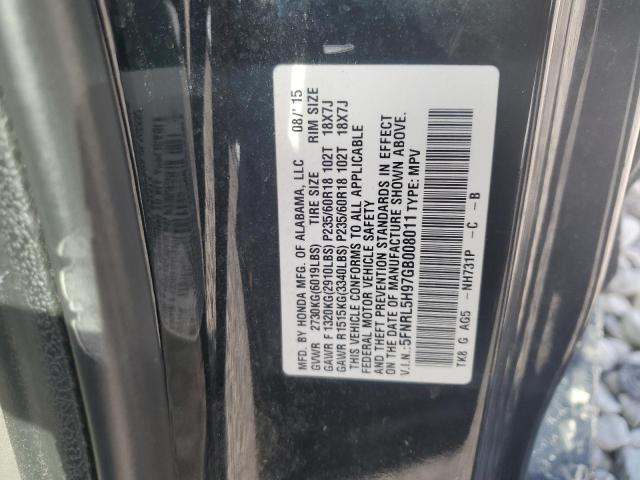 MFD. BY HONDA MFG. OF ALABAMA, LLC 08/'15
GVWR 2730KG(6019LBS) TIRE SIZE RIM SIZE
GAWR F 1320KG(2910LBS) P235/60R18 102T 18X7J
GAWR R1515KG(3340LBS) P235/60R18 102T 18X7J
THIS VEHICLE CONFORMS TO ALL APPLICABLE
FEDERAL MOTOR VEHICLE SAFETY
AND THEFT PREVENTION STANDARDS IN EFFECT
ON THE DATE OF MANUFACTURE SHOWN ABOVE.
V.I.N.:5FNRL5H97GB008011 TYPE: MPV
TK8 G AG5 -NH731P -C -B